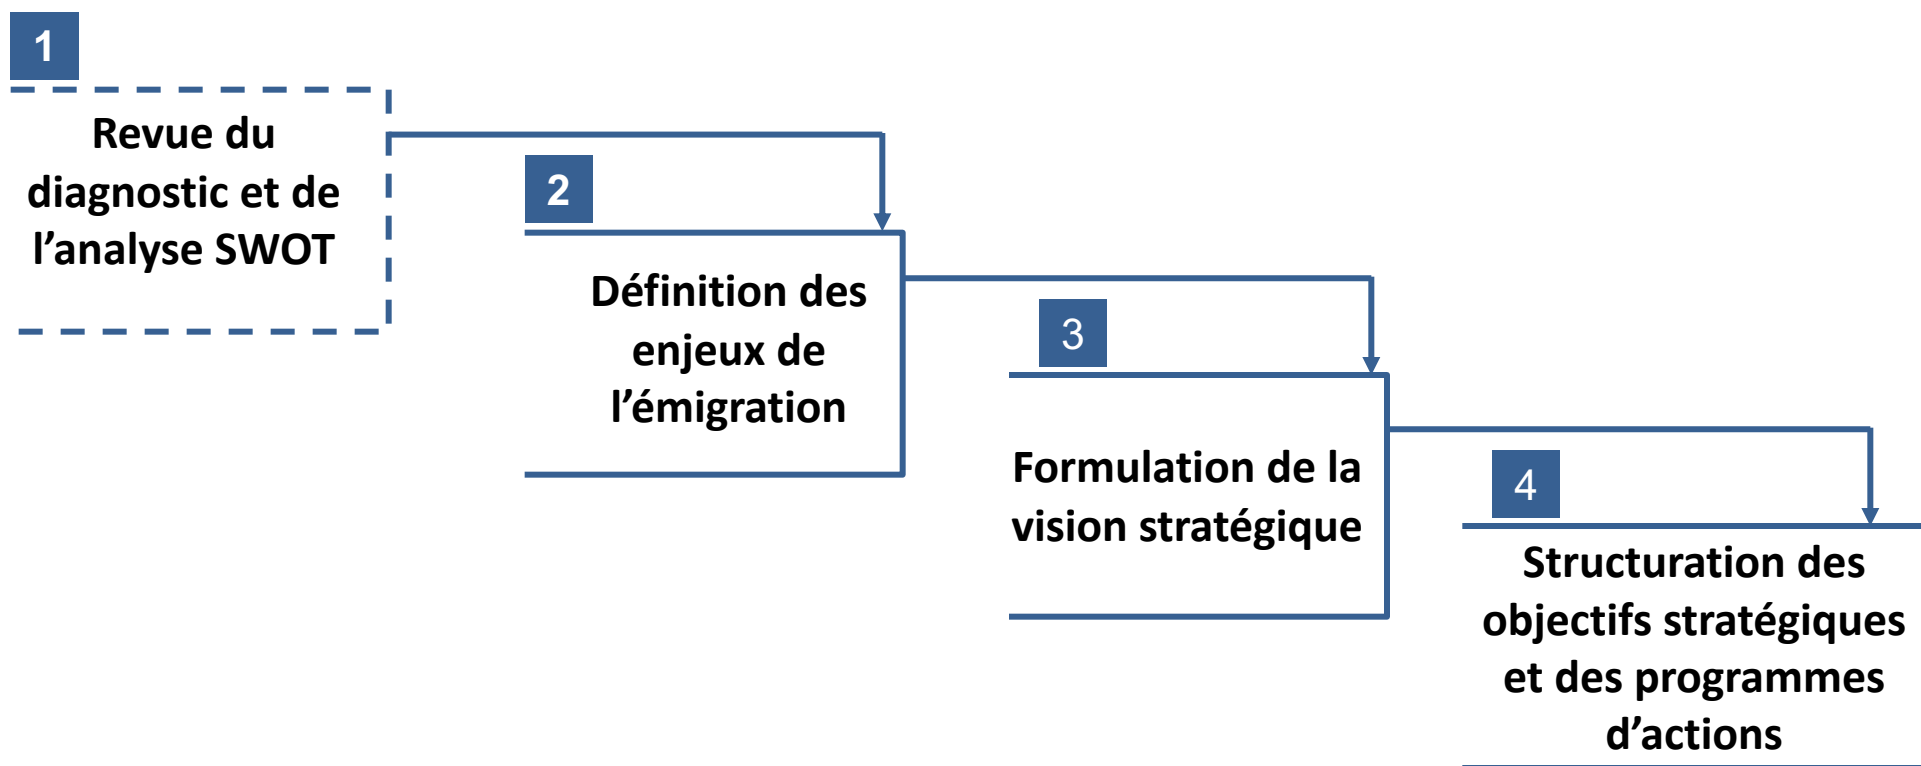 1
Revue du
diagnostic et de
l’analyse SWOT
2
Définition des
enjeux de
l’émigration
3
Formulation de la
vision stratégique
4
Structuration des
objectifs stratégiques
et des programmes
d’actions